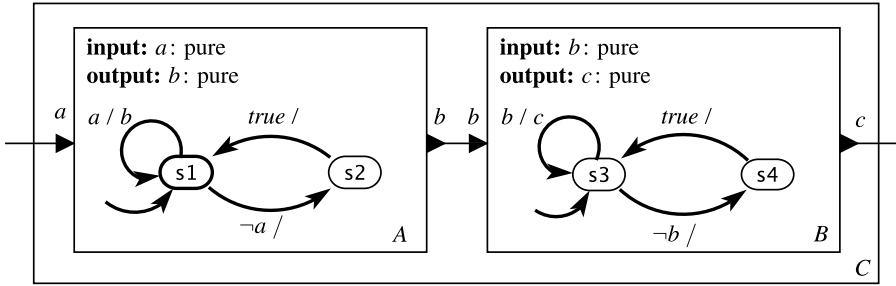 input: a: pure
output: b: pure
a
a / b
true /
s1
s2
¬a /
A
b
b
input: b: pure
output: c: pure
b / c
true /
s3
s4
¬b /
B
c
C